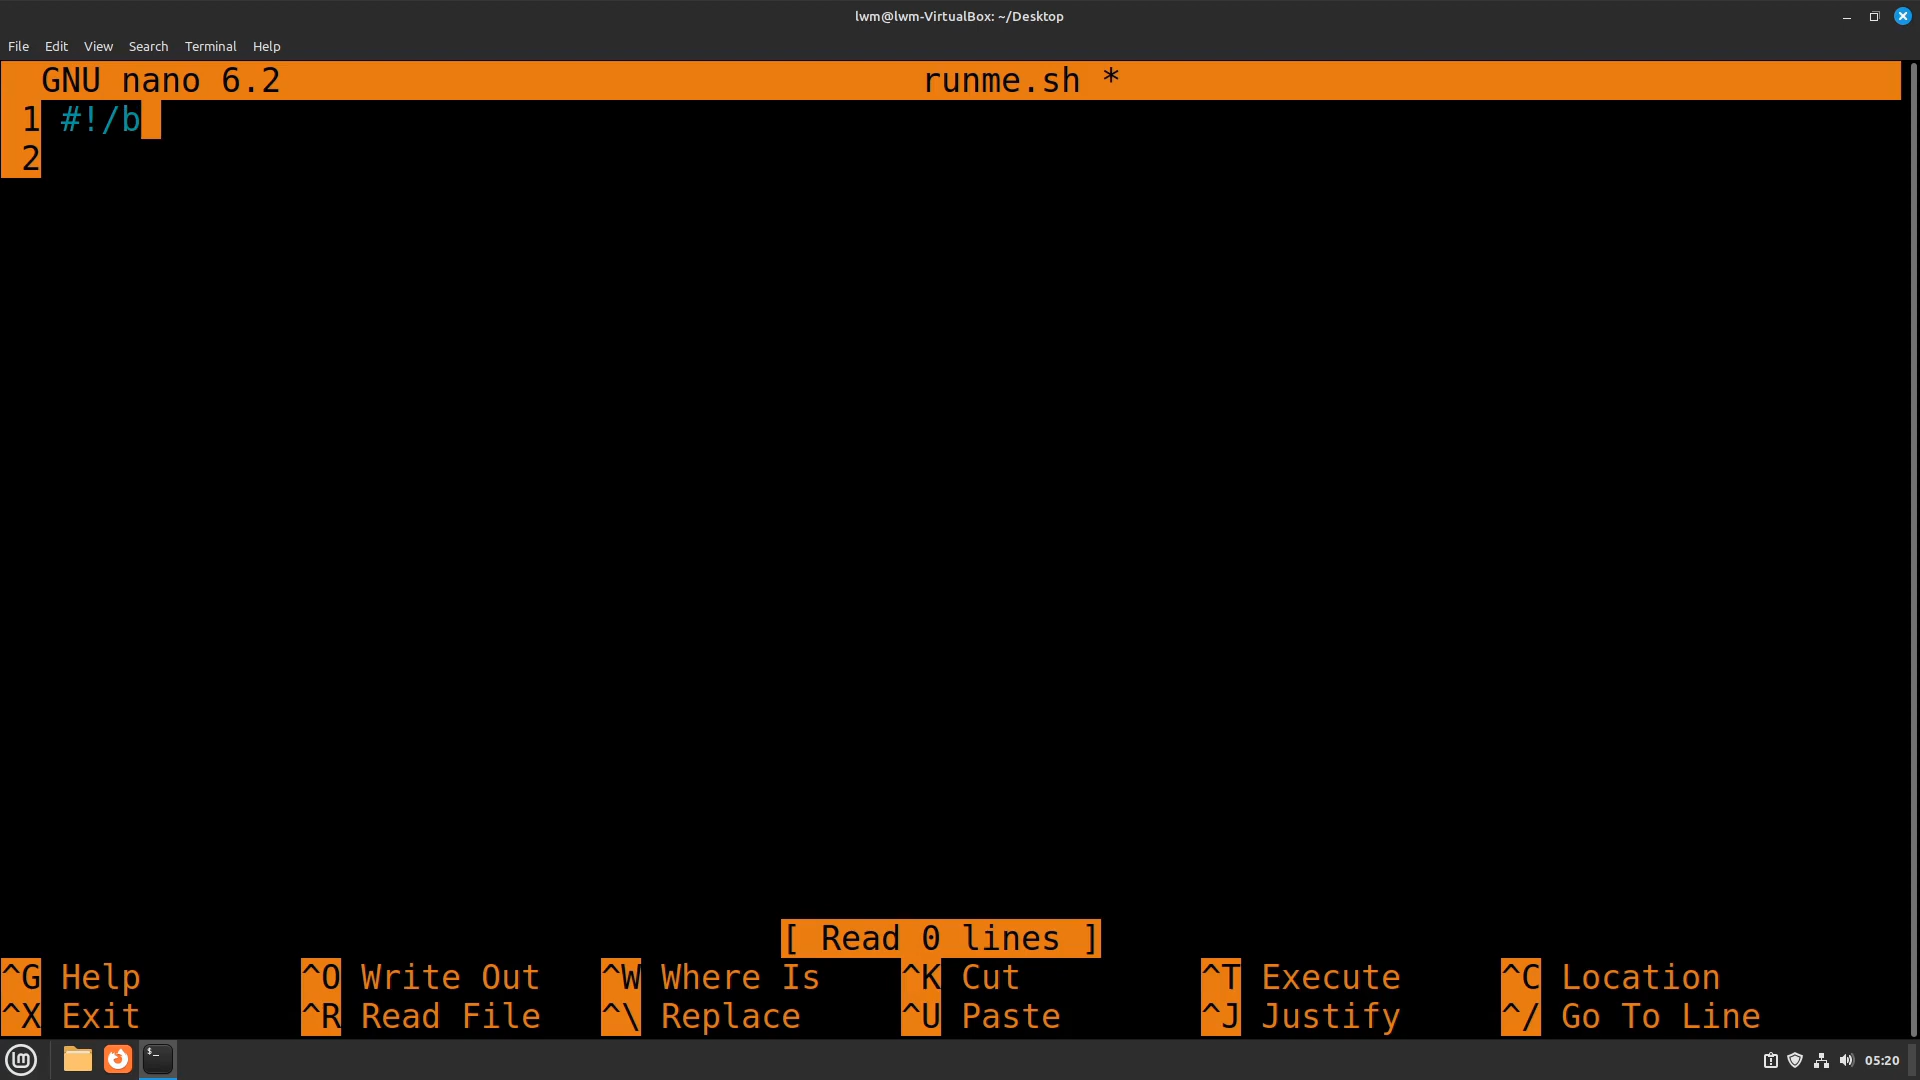 lwm@lwm-VirtualBox: ~/Desktop
File Edit View Search Terminal Help
GNU nano 6.2 runme.sh *
1 #!/b
2
[ Read 0 lines ]
^G Help ^O Write Out ^W Where Is ^K Cut ^T Execute ^C Location
^X Exit ^R Read File ^\ Replace ^U Paste ^J Justify ^/ Go To Line
05:20